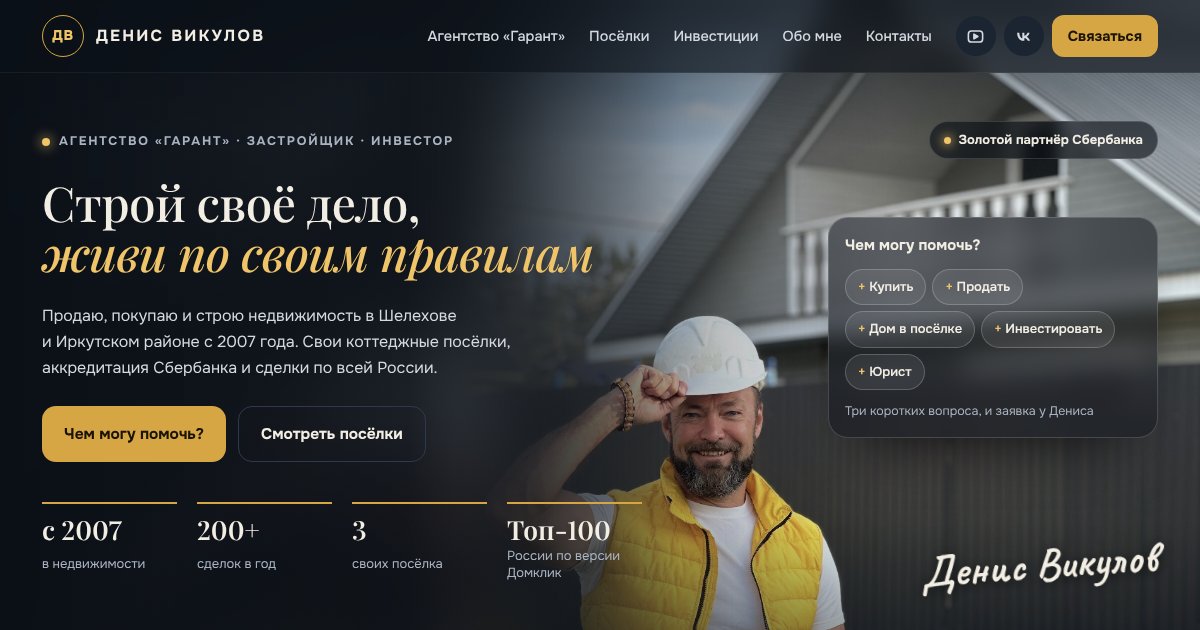 ДВ ДЕНИС ВИКУЛОВ
Агентство «Гарант» Посёлки Инвестиции Обо мне Контакты Связаться
АГЕНТСТВО «ГАРАНТ» · ЗАСТРОЙЩИК · ИНВЕСТОР
Золотой партнёр Сбербанка
Строй своё дело,
живи по своим правилам
Продаю, покупаю и строю недвижимость в Шелехове
и Иркутском районе с 2007 года. Свои коттеджные посёлки,
аккредитация Сбербанка и сделки по всей России.
Чем могу помочь?
Смотреть посёлки
Чем могу помочь?
+ Купить
+ Продать
+ Дом в посёлке
+ Инвестировать
+ Юрист
Три коротких вопроса, и заявка у Дениса
с 2007
в недвижимости
200+
сделок в год
3
своих посёлка
Топ-100
России по версии
Домклик
Денис Викулов